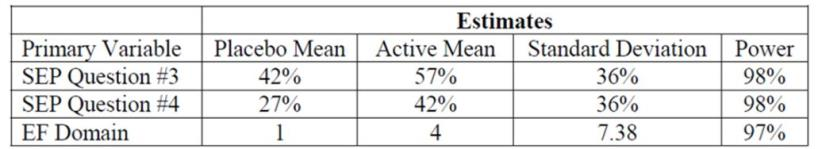 Estimates
Primary Variable Placebo Mean Active Mean Standard Deviation Power
SEP Question #3 42% 57% 36% 98%
SEP Question #4 27% 42% 36% 98%
EF Domain 1 4 7.38 97%